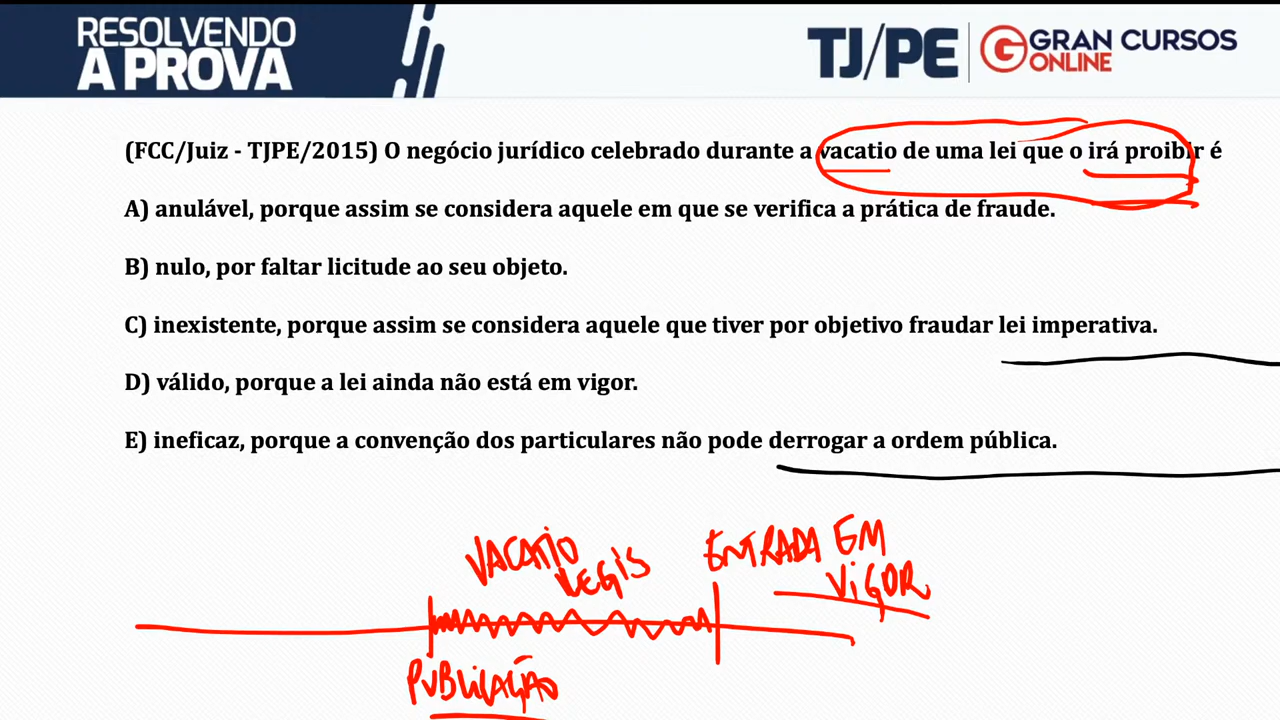 RESOLVENDO
A PROVA
TJ/PE
GRAN CURSOS
ONLINE
(FCC/Juiz - TJPE/2015) O negócio jurídico celebrado durante a vacatio de uma lei que o irá proibir é
A) anulável, porque assim se considera aquele em que se verifica a prática de fraude.
B) nulo, por faltar licitude ao seu objeto.
C) inexistente, porque assim se considera aquele que tiver por objetivo fraudar lei imperativa.
D) válido, porque a lei ainda não está em vigor.
E) ineficaz, porque a convenção dos particulares não pode derrogar a ordem pública.
VACATIO
LEGIS
ENTRADA EM
VIGOR
PUBLICAÇÃO